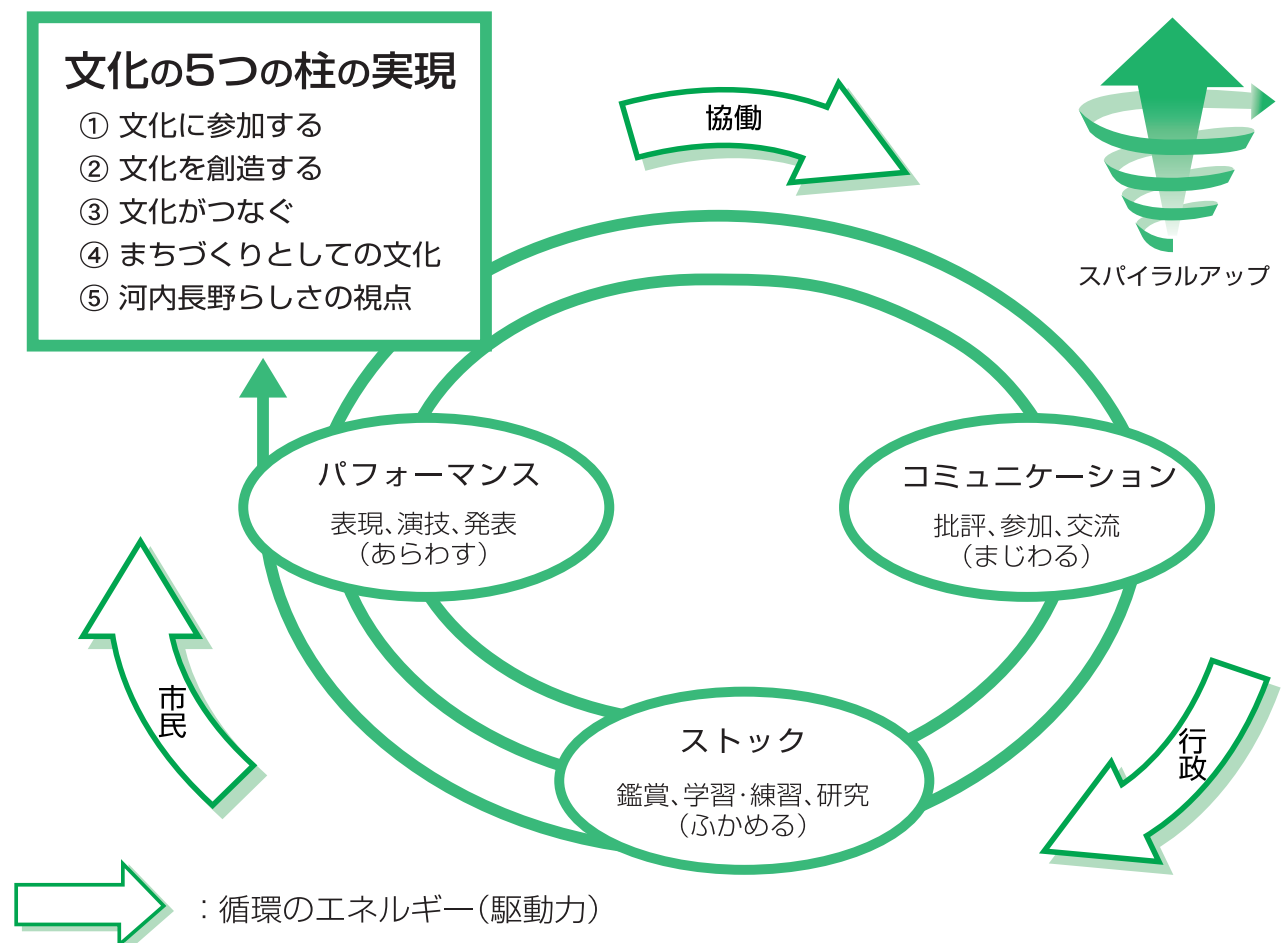 文化の5つの柱の実現
① 文化に参加する
② 文化を創造する
③ 文化がつなぐ
④ まちづくりとしての文化
⑤ 河内長野らしさの視点
協働
スパイラルアップ
パフォーマンス
表現、演技、発表
(あらわす)
コミュニケーション
批評、参加、交流
(まじわる)
市民
行政
ストック
鑑賞、学習・練習、研究
(ふかめる)
:循環のエネルギー(駆動力)